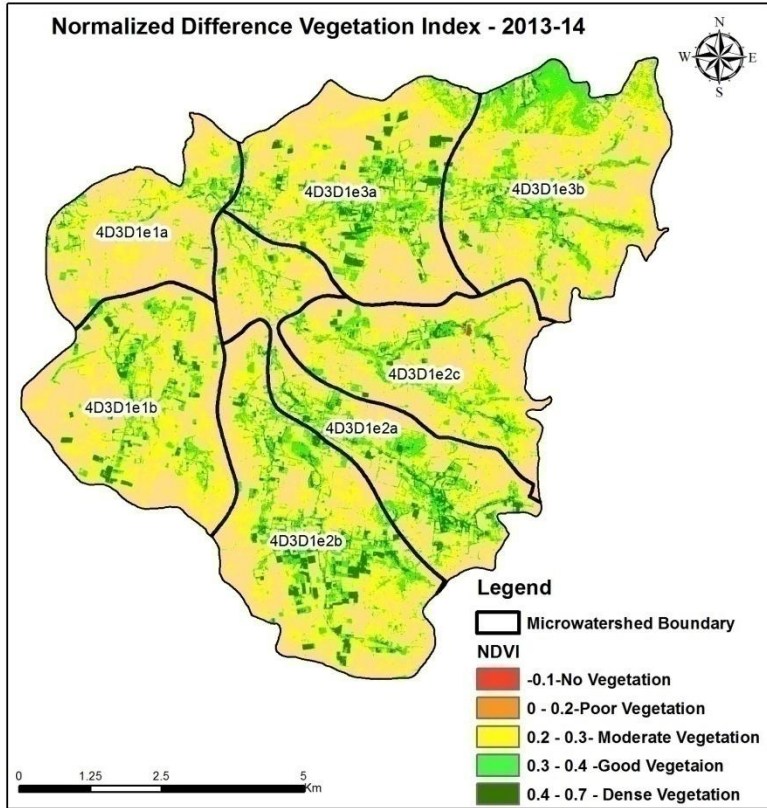 Normalized Difference Vegetation Index - 2013-14
N
W E
S
4D3D1e3a
4D3D1e3b
4D3D1e1a
4D3D1e2c
4D3D1e1b
4D3D1e2a
4D3D1e2b
Legend
Microwatershed Boundary
NDVI
-0.1-No Vegetation
0 - 0.2-Poor Vegetation
0.2 - 0.3- Moderate Vegetation
0.3 - 0.4 -Good Vegetaion
0.4 - 0.7 - Dense Vegetation
0 1.25 2.5 5
Km